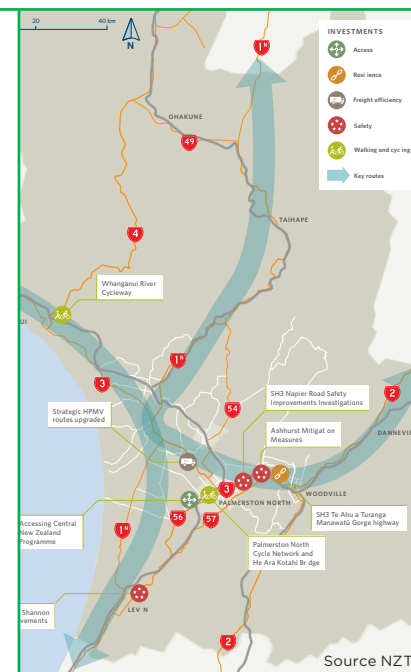 20
40 km
N
INVESTMENTS
Access
Resi ience
Freight efficiency
Safety
Walking and cyc ing
Key routes
1N
OHAKUNE
49
TAIHAPE
4
Whanganui River
Cycleway
UI
3
1N
54
2
DANNEVI
Strategic HPMV
routes upgraded
SH3 Napier Road Safety
Improvements Investigations
Ashhurst Mitigat on
Measures
3
PALMERSTON NORTH
WOODVILLE
SH3 Te Ahu a Turanga
Manawatū Gorge highway
Accessing Central
New Zealand
Programme
1N
56
57
Palmerston North
Cycle Network and
He Ara Kotahi Br dge
Shannon
vements
LEV N
2
Source NZT